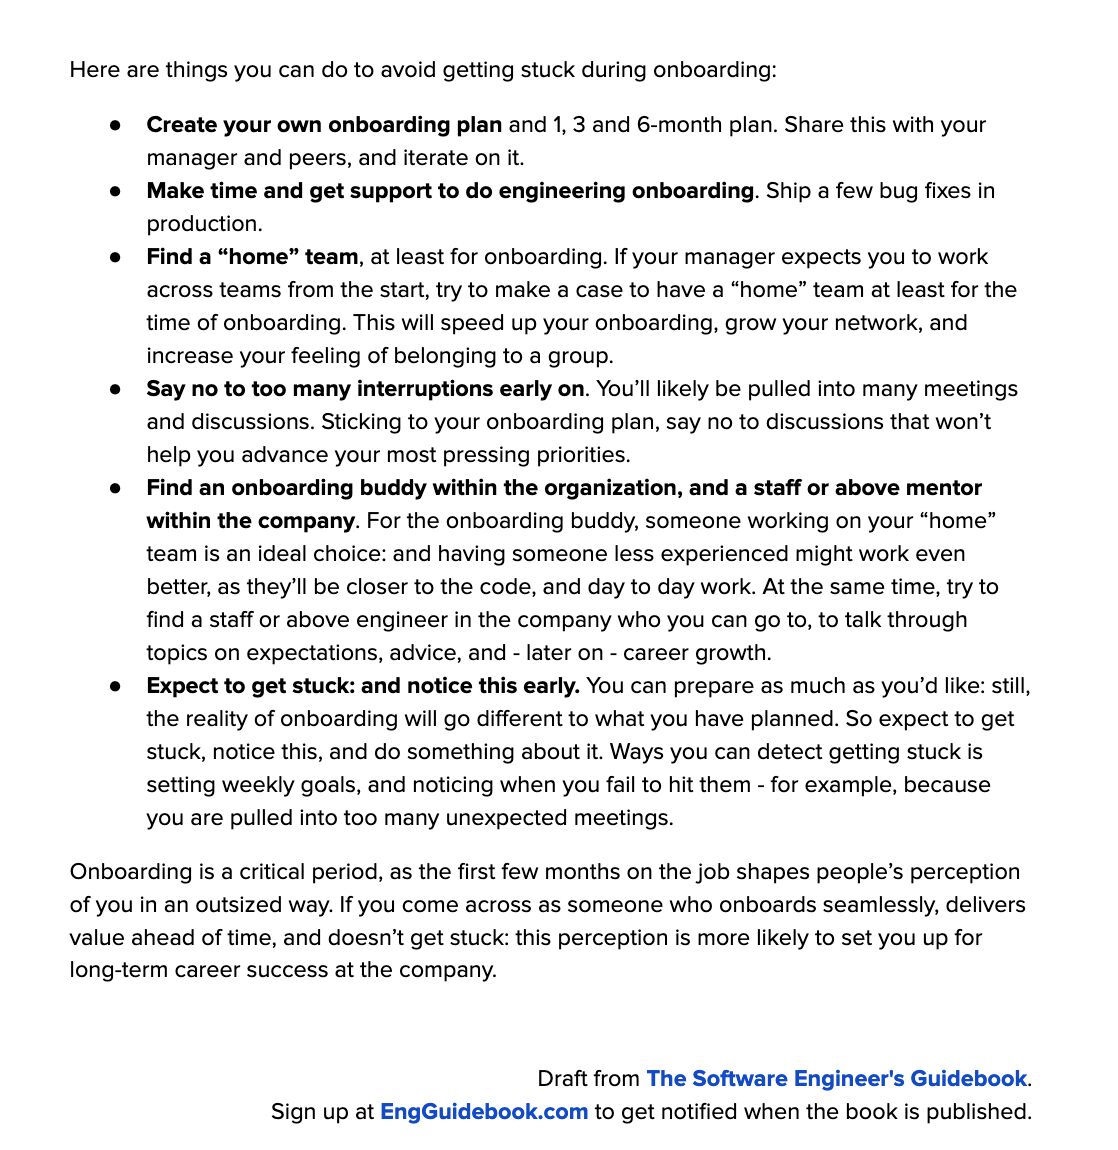 Here are things you can do to avoid getting stuck during onboarding:
● Create your own onboarding plan and 1, 3 and 6-month plan. Share this with your
manager and peers, and iterate on it.
● Make time and get support to do engineering onboarding. Ship a few bug fixes in
production.
● Find a “home” team, at least for onboarding. If your manager expects you to work
across teams from the start, try to make a case to have a “home” team at least for the
time of onboarding. This will speed up your onboarding, grow your network, and
increase your feeling of belonging to a group.
● Say no to too many interruptions early on. You’ll likely be pulled into many meetings
and discussions. Sticking to your onboarding plan, say no to discussions that won’t
help you advance your most pressing priorities.
● Find an onboarding buddy within the organization, and a staff or above mentor
within the company. For the onboarding buddy, someone working on your “home”
team is an ideal choice: and having someone less experienced might work even
better, as they’ll be closer to the code, and day to day work. At the same time, try to
find a staff or above engineer in the company who you can go to, to talk through
topics on expectations, advice, and - later on - career growth.
● Expect to get stuck: and notice this early. You can prepare as much as you’d like: still,
the reality of onboarding will go different to what you have planned. So expect to get
stuck, notice this, and do something about it. Ways you can detect getting stuck is
setting weekly goals, and noticing when you fail to hit them - for example, because
you are pulled into too many unexpected meetings.
Onboarding is a critical period, as the first few months on the job shapes people’s perception
of you in an outsized way. If you come across as someone who onboards seamlessly, delivers
value ahead of time, and doesn’t get stuck: this perception is more likely to set you up for
long-term career success at the company.
Draft from The Software Engineer's Guidebook.
Sign up at EngGuidebook.com to get notified when the book is published.